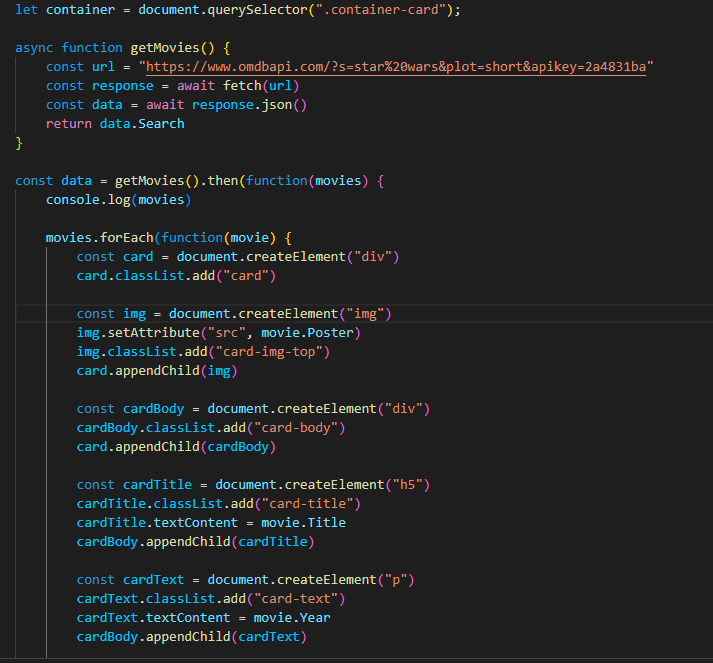 let container = document.querySelector(".container-card");
async function getMovies() {
const url = "https://www.omdbapi.com/?s=star%20wars&plot=short&apikey=2a4831ba"
const response = await fetch(url)
const data = await response.json()
return data.Search
}
const data = getMovies().then(function(movies) {
console.log(movies)
movies.forEach(function(movie) {
const card = document.createElement("div")
card.classList.add("card")
const img = document.createElement("img")
img.setAttribute("src", movie.Poster)
img.classList.add("card-img-top")
card.appendChild(img)
const cardBody = document.createElement("div")
cardBody.classList.add("card-body")
card.appendChild(cardBody)
const cardTitle = document.createElement("h5")
cardTitle.classList.add("card-title")
cardTitle.textContent = movie.Title
cardBody.appendChild(cardTitle)
const cardText = document.createElement("p")
cardText.classList.add("card-text")
cardText.textContent = movie.Year
cardBody.appendChild(cardText)